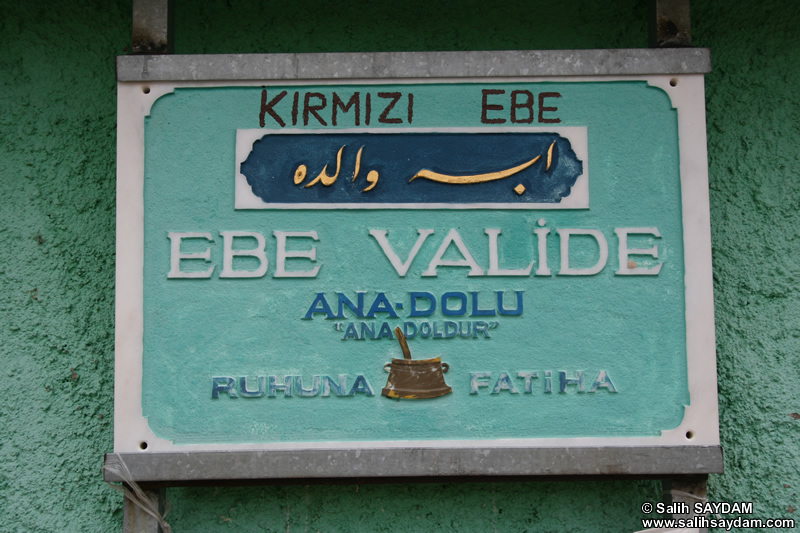 KIRMIZI EBE
ابه والده
EBE VALİDE
ANA-DOLU
"ANA-DOLDUR"
RUHUNA FATİHA
© Salih SAYDAM
www.salihsaydam.com